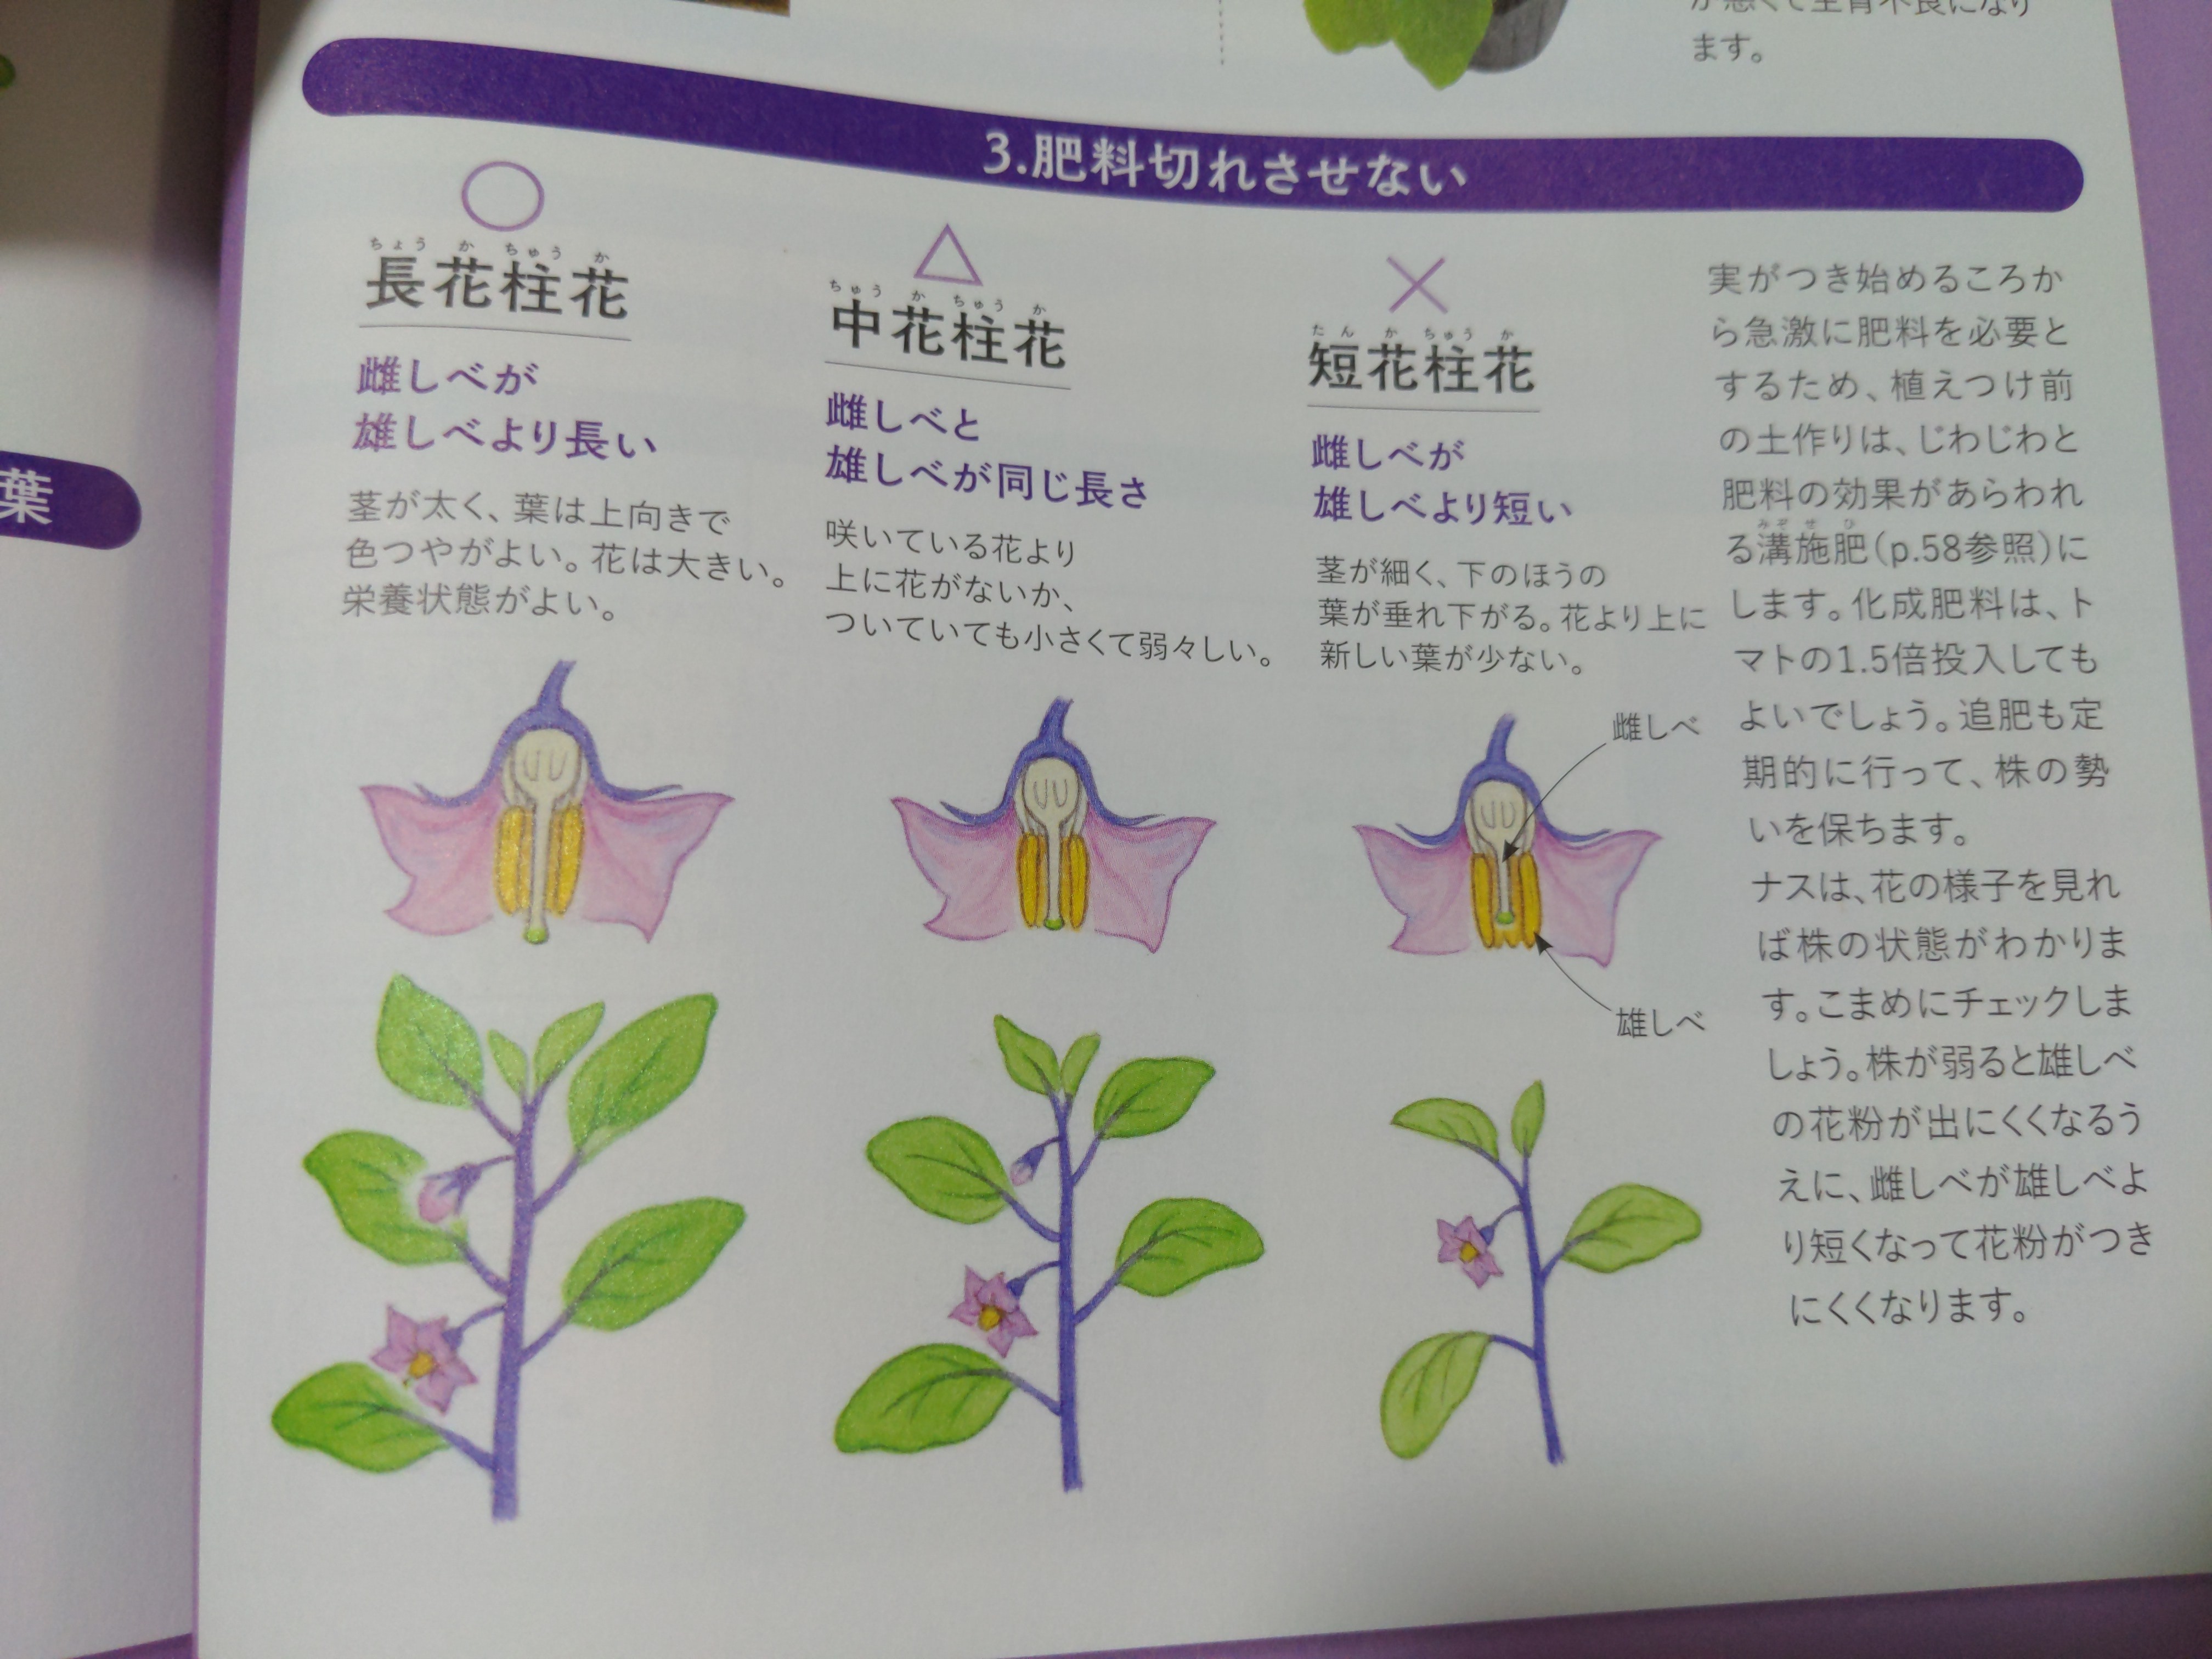 ます。
葉
3.肥料切れさせない
○
ちょうかちゅうか
長花柱花
雌しべが
雄しべより長い
茎が太く、葉は上向きで
色つやがよい。花は大きい。
栄養状態がよい。
△
ちゅうかちゅうか
中花柱花
雌しべと
雄しべが同じ長さ
咲いている花より
上に花がないか、
ついていても小さくて弱々しい。
×
たんかちゅうか
短花柱花
雌しべが
雄しべより短い
茎が細く、下のほうの
葉が垂れ下がる。花より上に
新しい葉が少ない。
雌しべ
雄しべ
実がつき始めるころか
ら急激に肥料を必要と
するため、植えつけ前
の土作りは、じわじわと
肥料の効果があらわれ
みぞせひ
る溝施肥(p.58参照)に
します。化成肥料は、ト
マトの1.5倍投入しても
よいでしょう。追肥も定
期的に行って、株の勢
いを保ちます。
ナスは、花の様子を見れ
ば株の状態がわかりま
す。こまめにチェックしま
しょう。株が弱ると雄しべ
の花粉が出にくくなるう
えに、雌しべが雄しべよ
り短くなって花粉がつき
にくくなります。